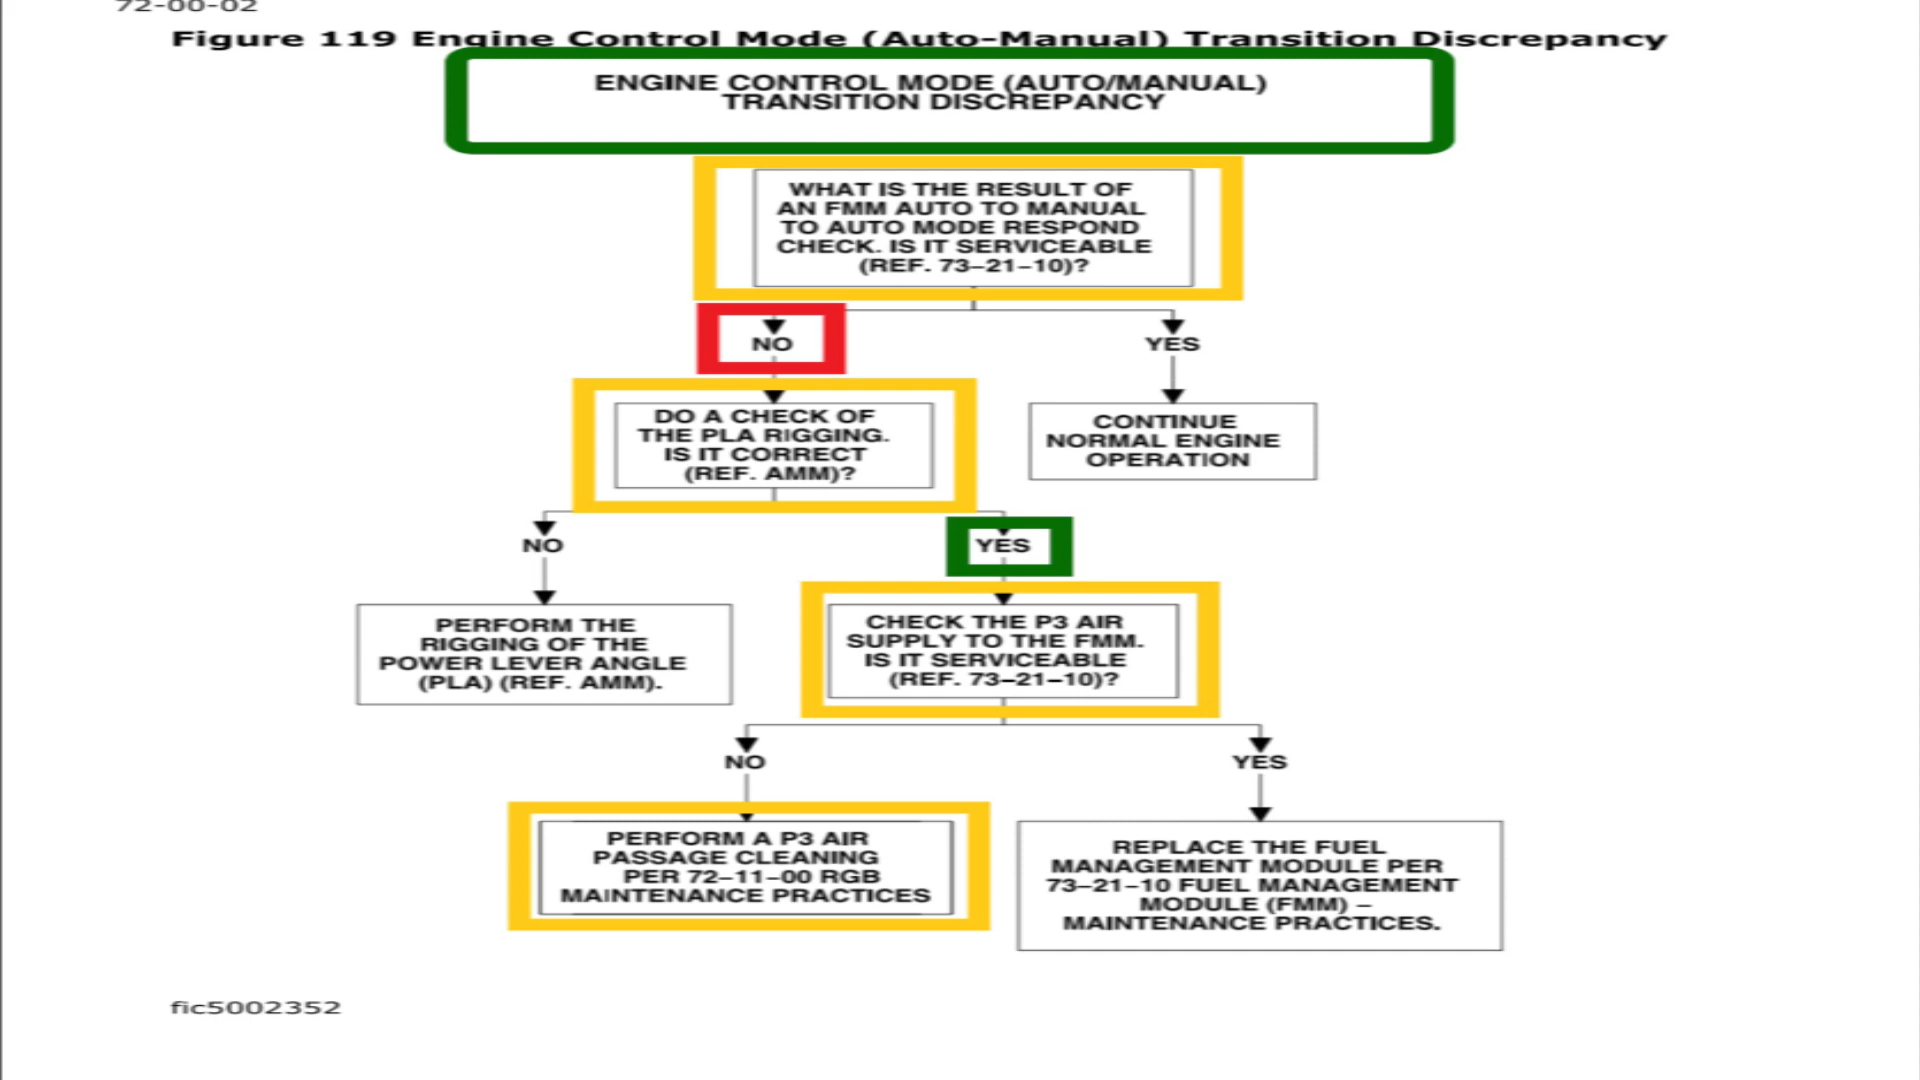 72-00-02
Figure 119 Engine Control Mode (Auto-Manual) Transition Discrepancy
ENGINE CONTROL MODE (AUTO/MANUAL)
TRANSITION DISCREPANCY
WHAT IS THE RESULT OF
AN FMM AUTO TO MANUAL
TO AUTO MODE RESPOND
CHECK. IS IT SERVICEABLE
(REF. 73–21–10)?
NO
YES
DO A CHECK OF
THE PLA RIGGING.
IS IT CORRECT
(REF. AMM)?
CONTINUE
NORMAL ENGINE
OPERATION
NO
YES
PERFORM THE
RIGGING OF THE
POWER LEVER ANGLE
(PLA) (REF. AMM).
CHECK THE P3 AIR
SUPPLY TO THE FMM.
IS IT SERVICEABLE
(REF. 73–21–10)?
NO
YES
PERFORM A P3 AIR
PASSAGE CLEANING
PER 72–11–00 RGB
MAINTENANCE PRACTICES
REPLACE THE FUEL
MANAGEMENT MODULE PER
73–21–10 FUEL MANAGEMENT
MODULE (FMM) –
MAINTENANCE PRACTICES.
fic5002352